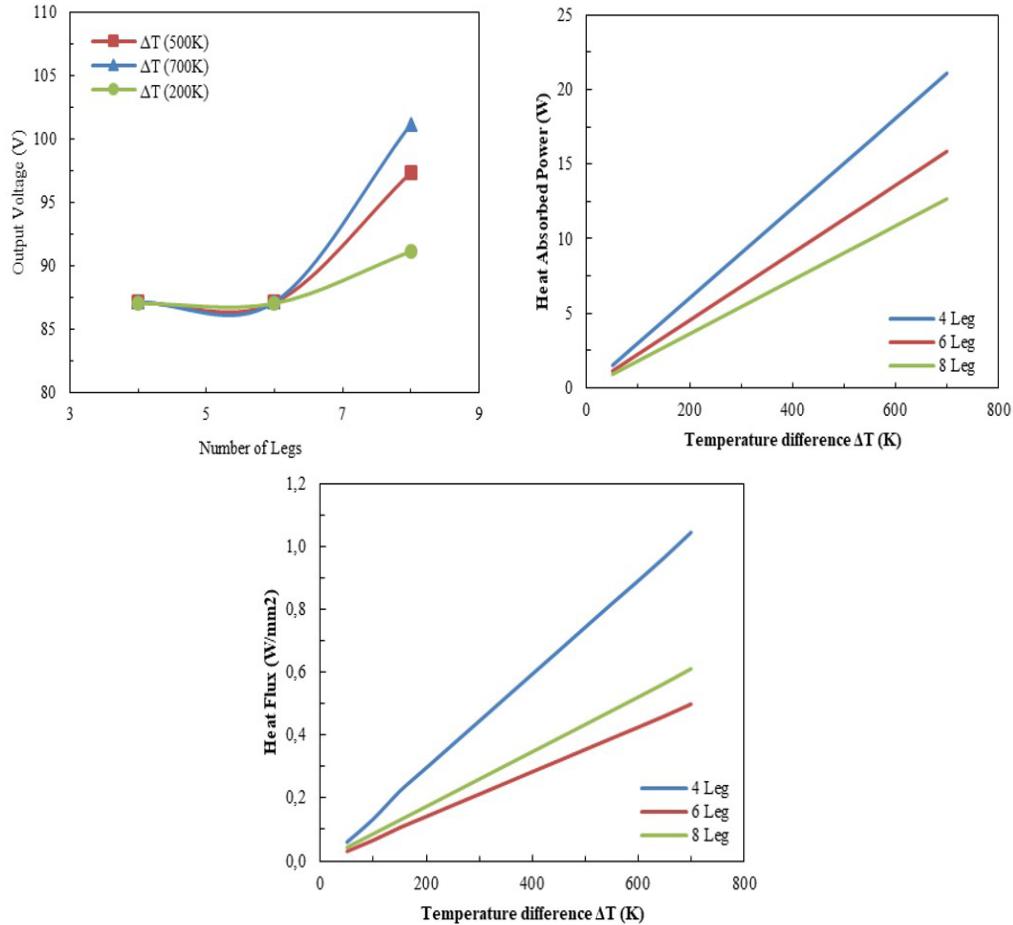 110
105
100
95
90
85
80
3 5 7 9
Output Voltage (V)
Number of Legs
ΔT (500K)
ΔT (700K)
ΔT (200K)
25
20
15
10
5
0
0 200 400 600 800
Heat Absorbed Power (W)
Temperature difference ΔT (K)
4 Leg
6 Leg
8 Leg
1,2
1,0
0,8
0,6
0,4
0,2
0,0
0 200 400 600 800
Heat Flux (W/mm2)
Temperature difference ΔT (K)
4 Leg
6 Leg
8 Leg